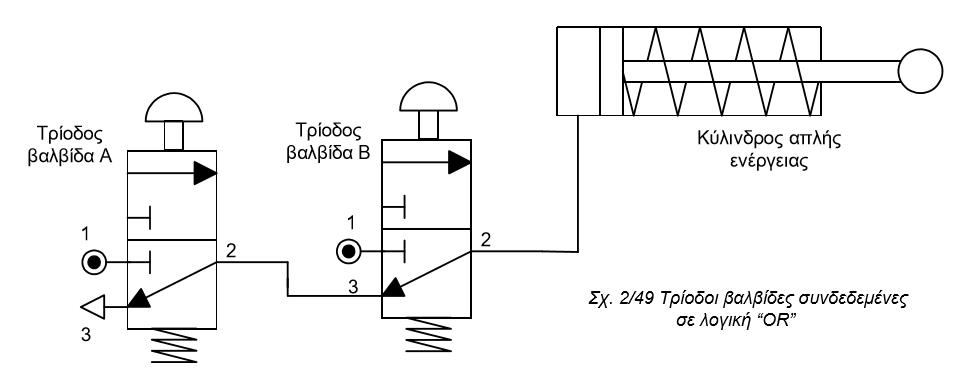 Τρίοδος
βαλβίδα Α
1
2
3
Τρίοδος
βαλβίδα Β
1
2
3
Κύλινδρος απλής
ενέργειας
Σχ. 2/49 Τρίοδοι βαλβίδες συνδεδεμένες
σε λογική “OR”